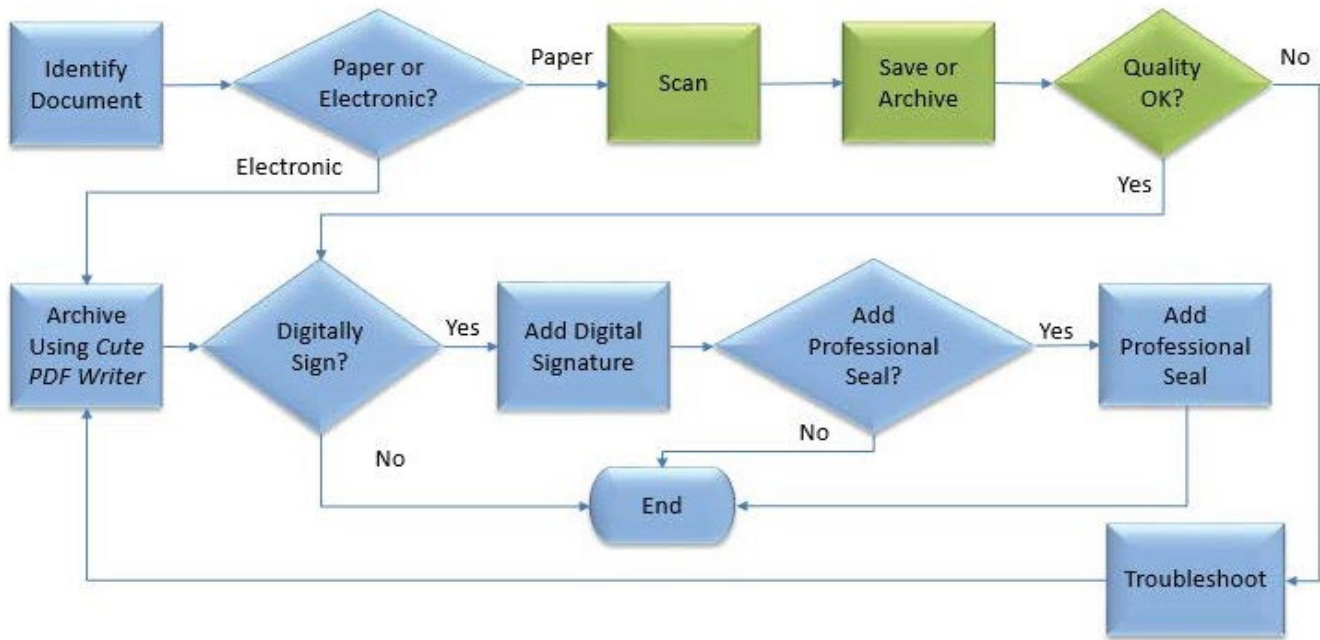 Identify
Document
Paper or
Electronic?
Paper
Scan
Save or
Archive
Quality
OK?
No
Electronic
Yes
Archive
Using Cute
PDF Writer
Digitally
Sign?
Yes
Add Digital
Signature
Add
Professional
Seal?
Yes
Add
Professional
Seal
No
No
End
Troubleshoot